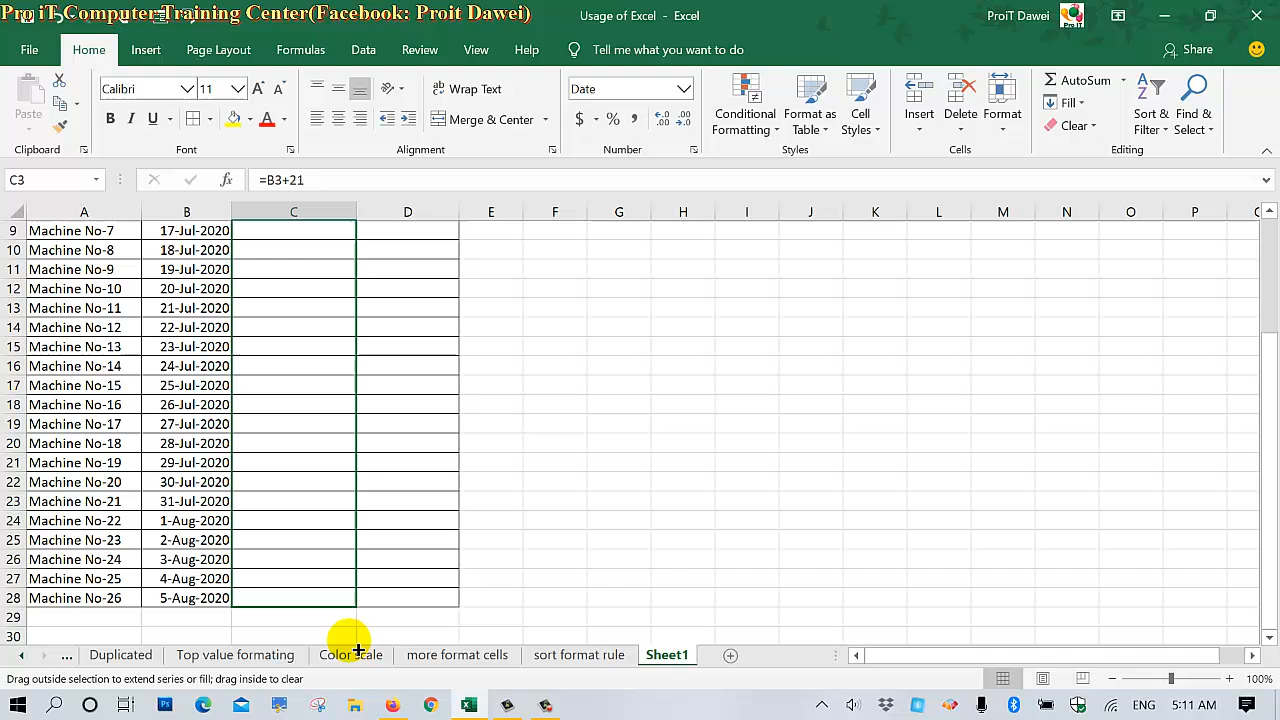 Pro iT Computer Training Center(Facebook: Proit Dawei)
Usage of Excel - Excel
ProiT Dawei
File Home Insert Page Layout Formulas Data Review View Help Tell me what you want to do Share
Calibri 11 Wrap Text Date AutoSum
Paste Merge & Center Conditional Formatting Format as Table Cell Styles Insert Delete Format Fill Clear Sort & Filter Find & Select
Clipboard Font Alignment Number Styles Cells Editing
C3 =B3+21
A B C D E F G H I J K L M N O P
9 Machine No-7 17-Jul-2020
10 Machine No-8 18-Jul-2020
11 Machine No-9 19-Jul-2020
12 Machine No-10 20-Jul-2020
13 Machine No-11 21-Jul-2020
14 Machine No-12 22-Jul-2020
15 Machine No-13 23-Jul-2020
16 Machine No-14 24-Jul-2020
17 Machine No-15 25-Jul-2020
18 Machine No-16 26-Jul-2020
19 Machine No-17 27-Jul-2020
20 Machine No-18 28-Jul-2020
21 Machine No-19 29-Jul-2020
22 Machine No-20 30-Jul-2020
23 Machine No-21 31-Jul-2020
24 Machine No-22 1-Aug-2020
25 Machine No-23 2-Aug-2020
26 Machine No-24 3-Aug-2020
27 Machine No-25 4-Aug-2020
28 Machine No-26 5-Aug-2020
29
30
... Duplicated Top value formating Color scale more format cells sort format rule Sheet1
Drag outside selection to extend series or fill; drag inside to clear 100%
ENG 5:11 AM